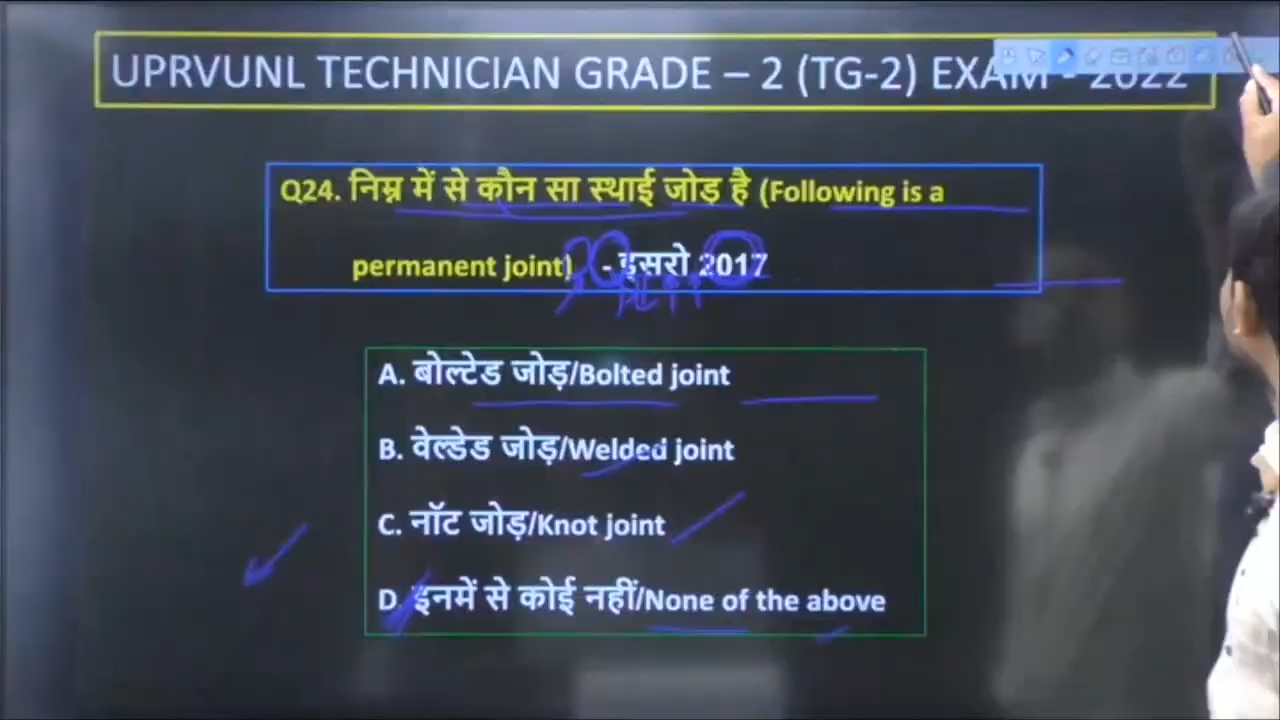 UPRVUNL TECHNICIAN GRADE – 2 (TG-2) EXAM - 2022
Q24. निम्न में से कौन सा स्थाई जोड़ है (Following is a
permanent joint) - इसरो 2017
A. बोल्टेड जोड़/Bolted joint
B. वेल्डेड जोड़/Welded joint
C. नॉट जोड़/Knot joint
D. इनमें से कोई नहीं/None of the above